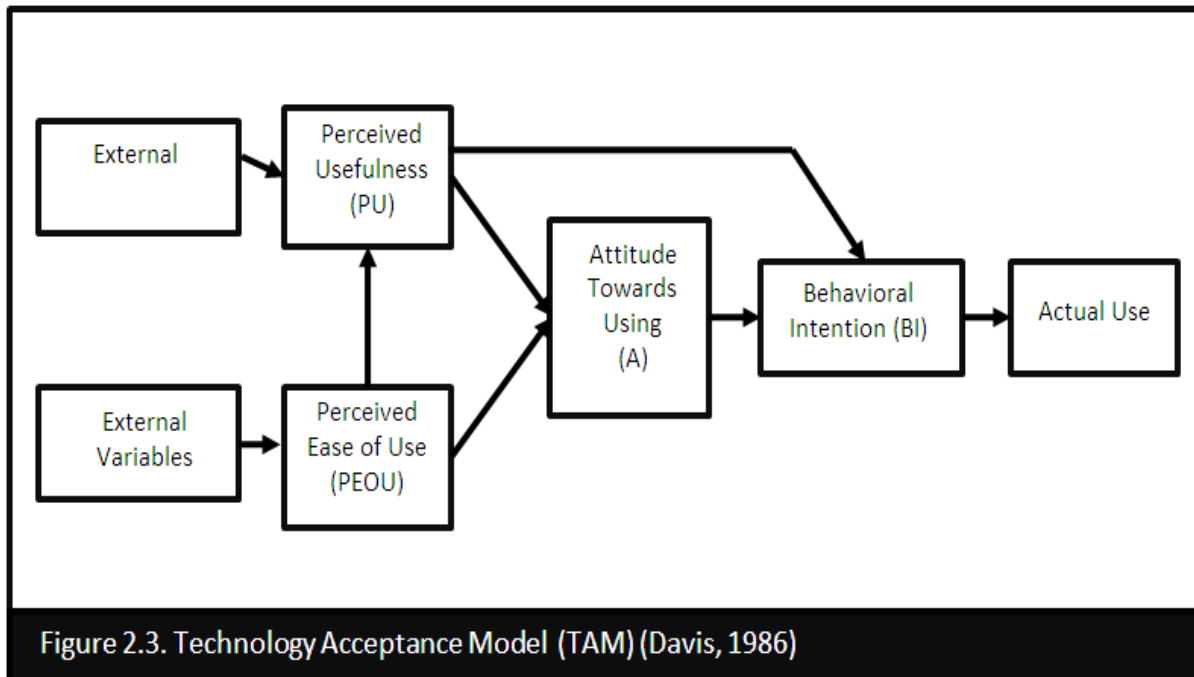 External
Perceived
Usefulness
(PU)
External
Variables
Perceived
Ease of Use
(PEOU)
Attitude
Towards
Using
(A)
Behavioral
Intention (BI)
Actual Use
Figure 2.3. Technology Acceptance Model (TAM) (Davis, 1986)